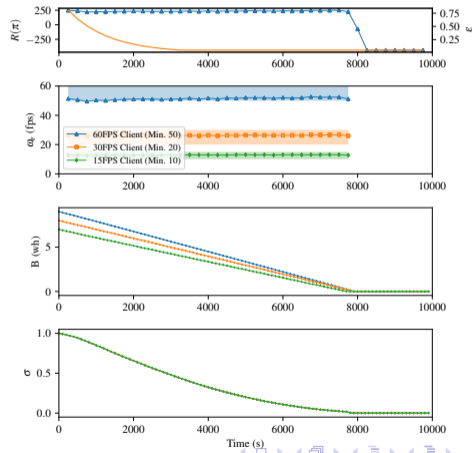 250
0
−250
R(π)
0.75
0.50
0.25
ε
0 2000 4000 6000 8000 10000
60
40
20
0
ω_c (fps)
60FPS Client (Min. 50)
30FPS Client (Min. 20)
15FPS Client (Min. 10)
0 2000 4000 6000 8000 10000
5
0
B (wh)
0 2000 4000 6000 8000 10000
1.0
0.5
0.0
σ
0 2000 4000 6000 8000 10000
Time (s)